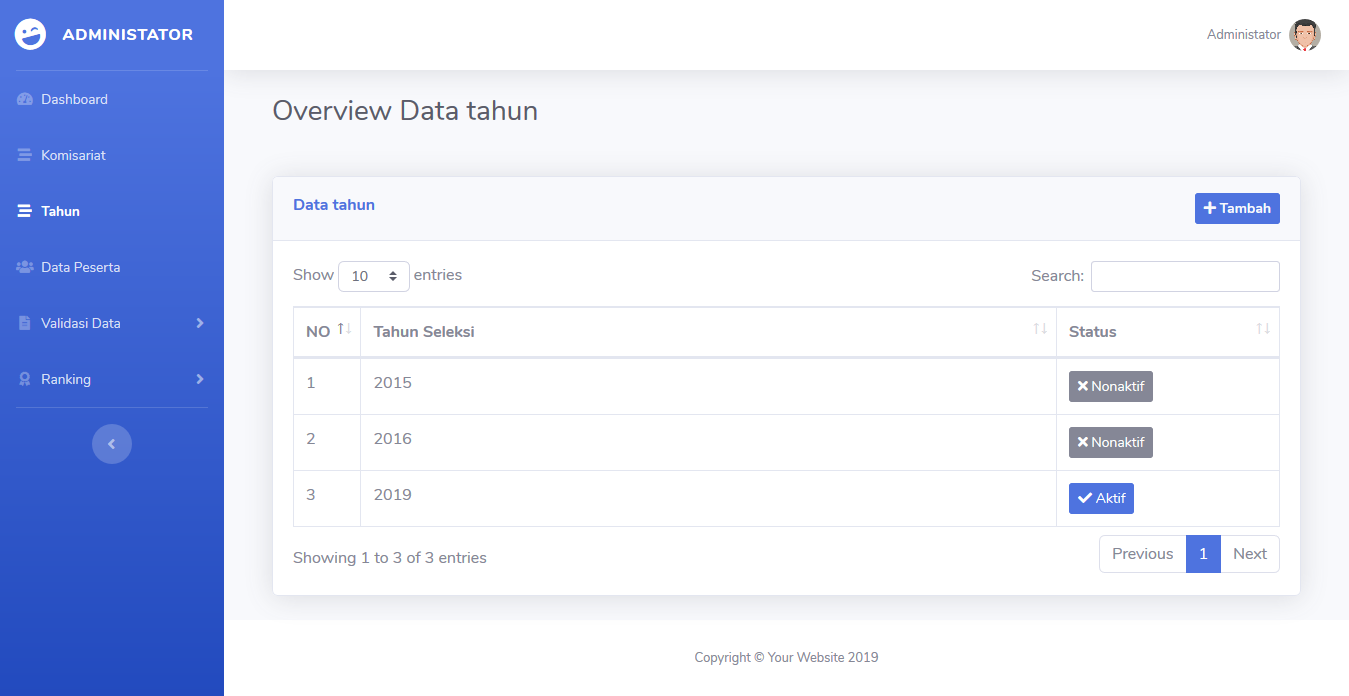 ADMINISTATOR
Administator
Dashboard
Komisariat
Tahun
Data Peserta
Validasi Data
Ranking
Overview Data tahun
Data tahun
Tambah
Show 10 entries
Search:
NO Tahun Seleksi Status
1 2015 Nonaktif
2 2016 Nonaktif
3 2019 Aktif
Showing 1 to 3 of 3 entries
Previous 1 Next
Copyright © Your Website 2019